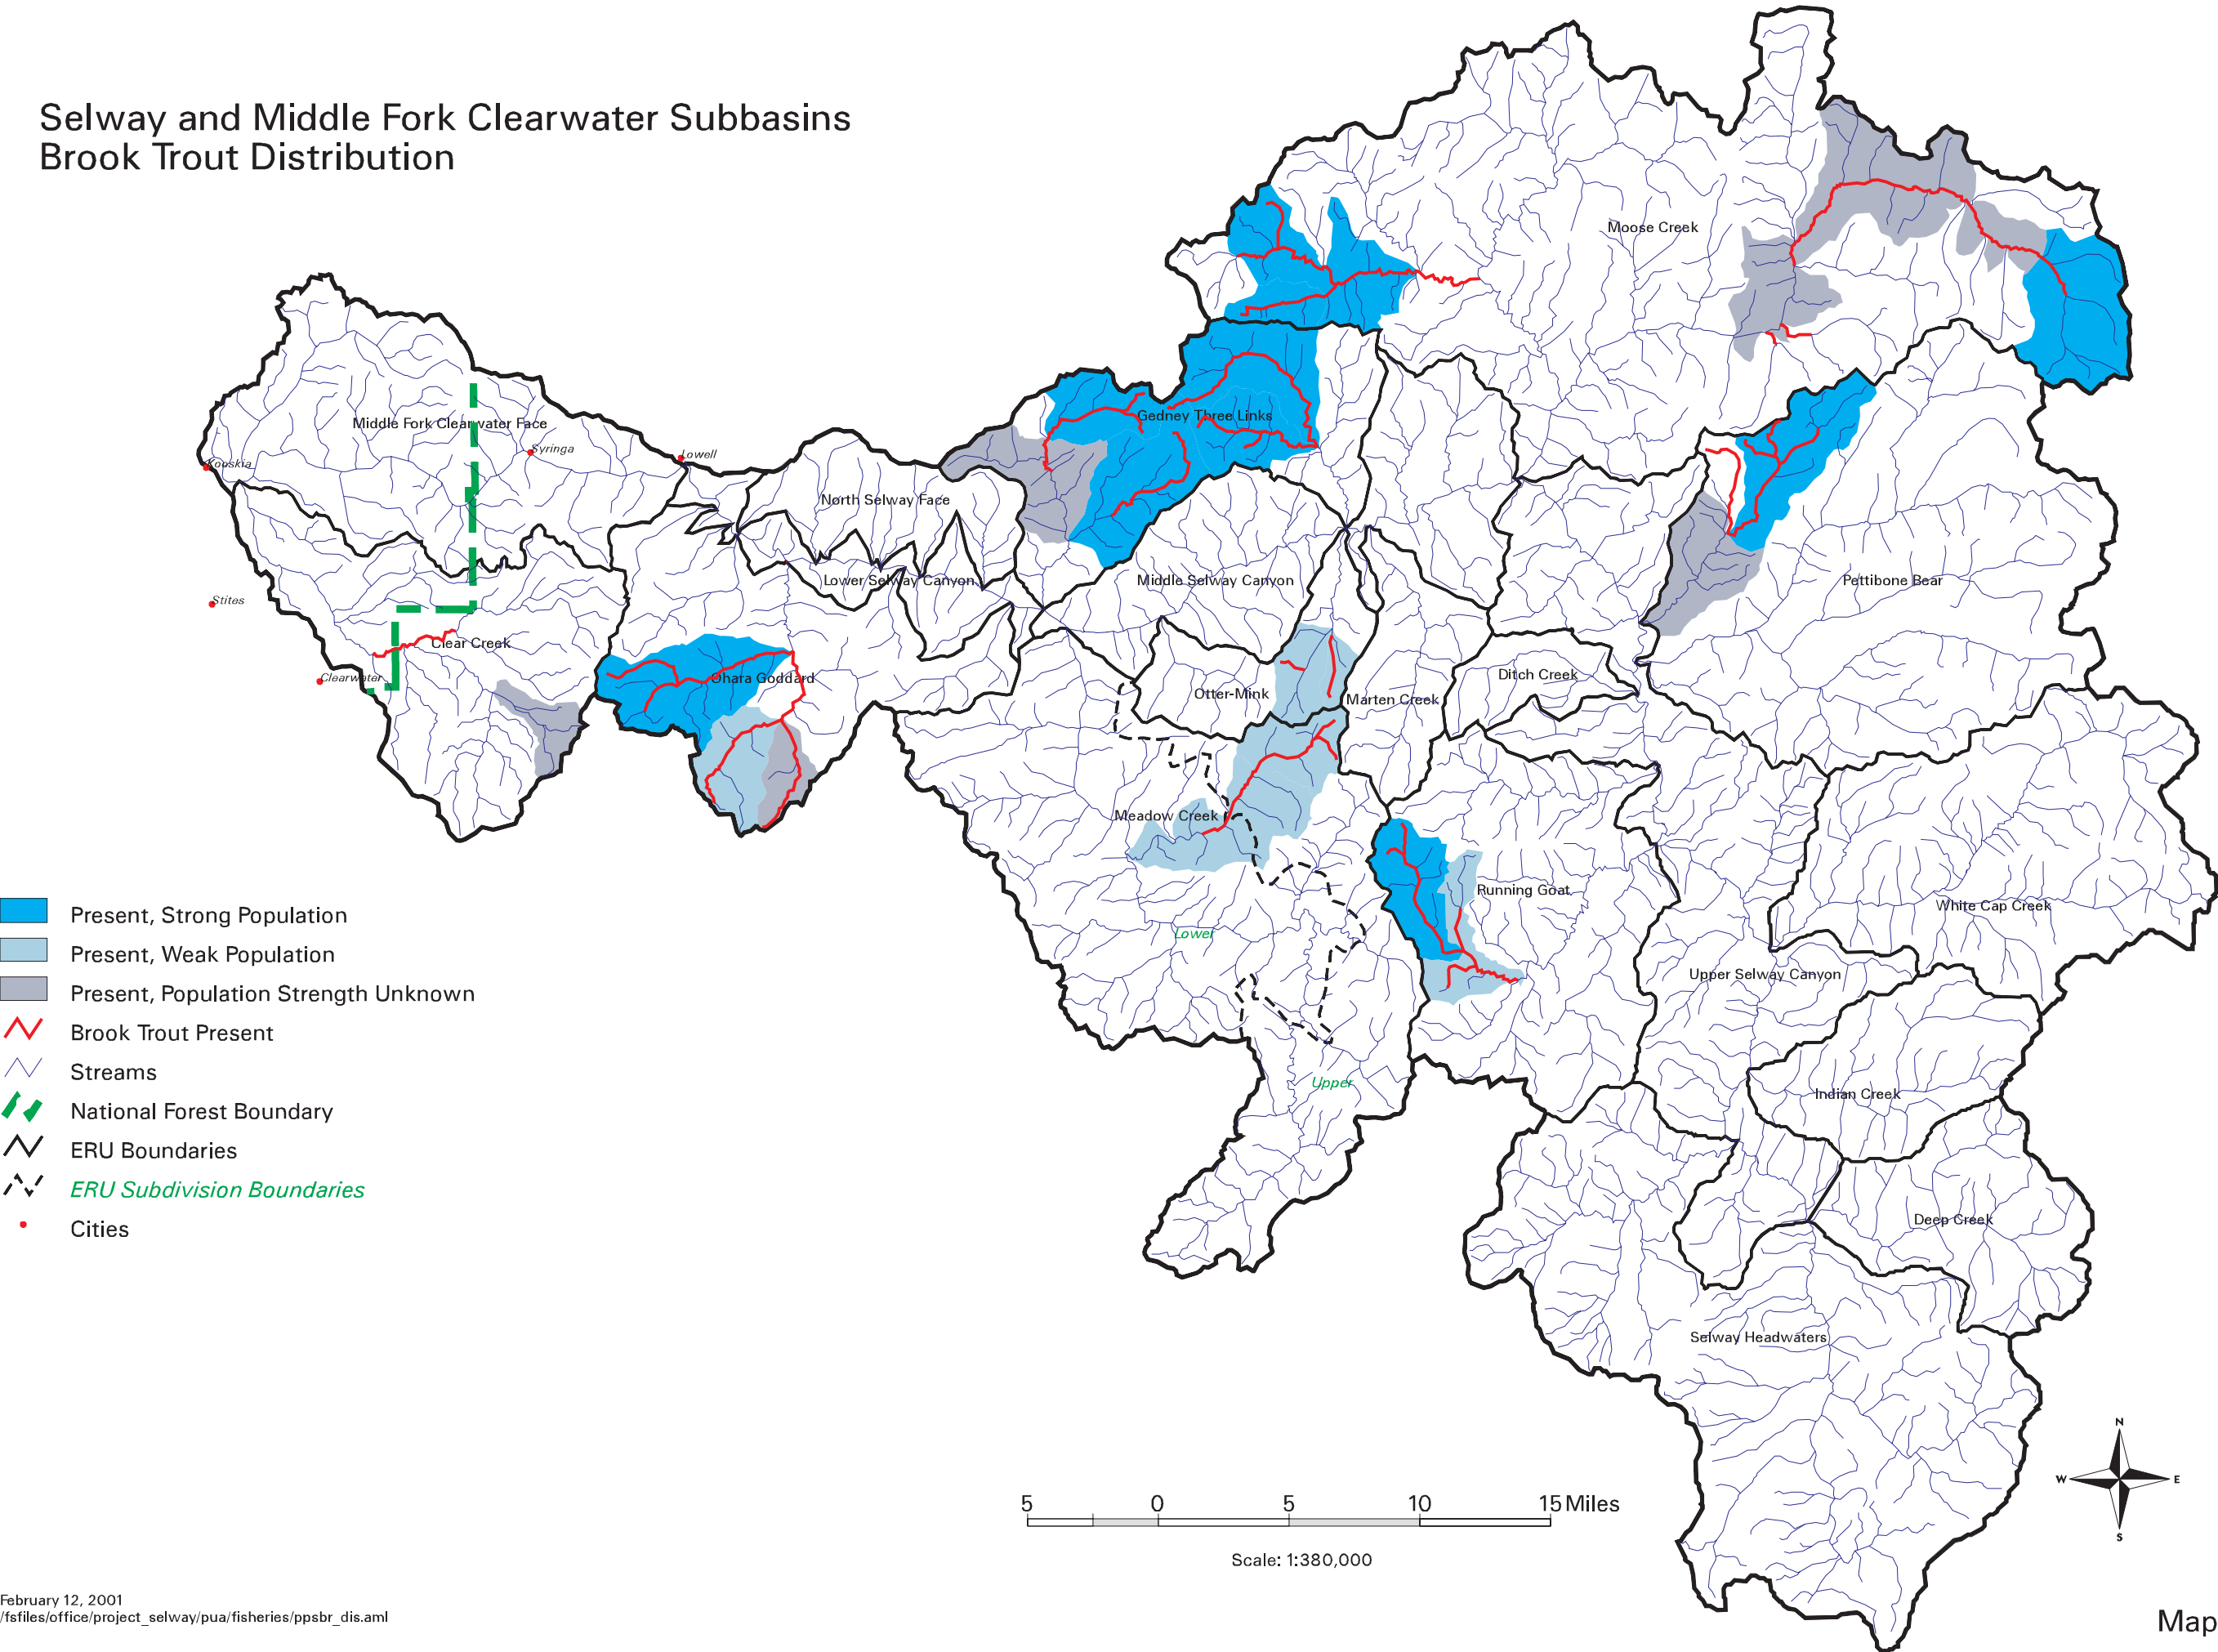 Selway and Middle Fork Clearwater Subbasins
Brook Trout Distribution
Moose Creek
Gedney Three Links
Middle Fork Clearwater Face
Syringa
Lowell
Kooskia
North Selway Face
Lower Selway Canyon
Middle Selway Canyon
Pettibone Bear
Stites
Clear Creek
Clearwater
Ohara Goddard
Otter-Mink
Marten Creek
Ditch Creek
Meadow Creek
Running Goat
White Cap Creek
Lower
Upper Selway Canyon
Upper
Indian Creek
Deep Creek
Selway Headwaters
Present, Strong Population
Present, Weak Population
Present, Population Strength Unknown
Brook Trout Present
Streams
National Forest Boundary
ERU Boundaries
ERU Subdivision Boundaries
Cities
N
W E
S
5 0 5 10 15 Miles
Scale: 1:380,000
February 12, 2001
/fsfiles/office/project_selway/pua/fisheries/ppsbr_dis.aml
Map